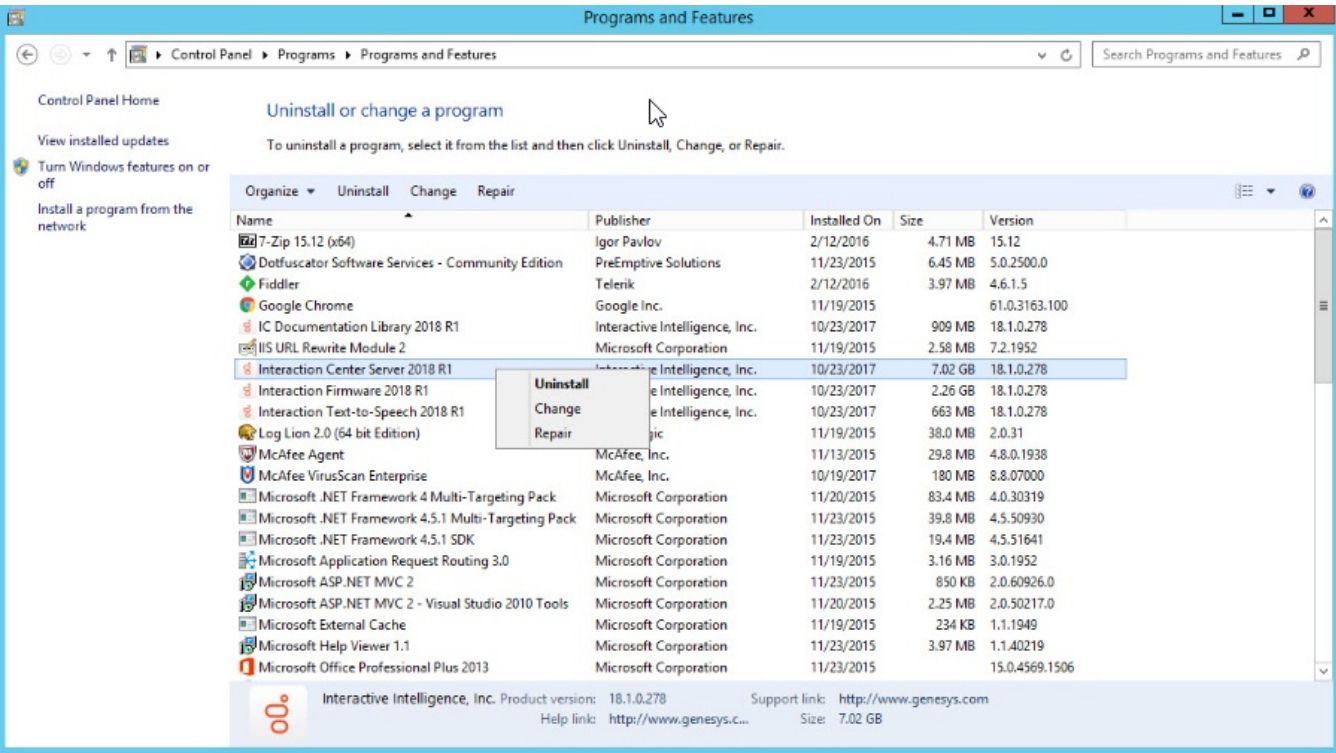 Programs and Features
Control Panel Programs Programs and Features
Search Programs and Features
Control Panel Home
View installed updates
Turn Windows features on or
off
Install a program from the
network
Uninstall or change a program
To uninstall a program, select it from the list and then click Uninstall, Change, or Repair.
Organize Uninstall Change Repair
Name Publisher Installed On Size Version
7-Zip 15.12 (x64) Igor Pavlov 2/12/2016 4.71 MB 15.12
Dotfuscator Software Services - Community Edition PreEmptive Solutions 11/23/2015 6.45 MB 5.0.2500.0
Fiddler Telerik 2/12/2016 3.97 MB 4.6.1.5
Google Chrome Google Inc. 11/19/2015 61.0.3163.100
IC Documentation Library 2018 R1 Interactive Intelligence, Inc. 10/23/2017 909 MB 18.1.0.278
IIS URL Rewrite Module 2 Microsoft Corporation 11/19/2015 2.58 MB 7.2.1952
Interaction Center Server 2018 R1 Intelligence, Inc. 10/23/2017 7.02 GB 18.1.0.278
Interaction Firmware 2018 R1 e Intelligence, Inc. 10/23/2017 2.26 GB 18.1.0.278
Interaction Text-to-Speech 2018 R1 e Intelligence, Inc. 10/23/2017 663 MB 18.1.0.278
Log Lion 2.0 (64 bit Edition) 11/19/2015 38.0 MB 2.0.31
Uninstall
Change
Repair
McAfee Agent McAfee, Inc. 11/13/2015 29.8 MB 4.8.0.1938
McAfee VirusScan Enterprise McAfee, Inc. 10/19/2017 180 MB 8.8.07000
Microsoft .NET Framework 4 Multi-Targeting Pack Microsoft Corporation 11/20/2015 83.4 MB 4.0.30319
Microsoft .NET Framework 4.5.1 Multi-Targeting Pack Microsoft Corporation 11/23/2015 39.8 MB 4.5.50930
Microsoft .NET Framework 4.5.1 SDK Microsoft Corporation 11/23/2015 19.4 MB 4.5.51641
Microsoft Application Request Routing 3.0 Microsoft Corporation 11/19/2015 3.16 MB 3.0.1952
Microsoft ASP.NET MVC 2 Microsoft Corporation 11/23/2015 850 KB 2.0.60926.0
Microsoft ASP.NET MVC 2 - Visual Studio 2010 Tools Microsoft Corporation 11/20/2015 2.25 MB 2.0.50217.0
Microsoft External Cache Microsoft Corporation 11/19/2015 234 KB 1.1.1949
Microsoft Help Viewer 1.1 Microsoft Corporation 11/23/2015 3.97 MB 1.1.40219
Microsoft Office Professional Plus 2013 Microsoft Corporation 11/23/2015 15.0.4569.1506
Interactive Intelligence, Inc. Product version: 18.1.0.278 Support link: http://www.genesys.com
Help link: http://www.genesys.c... Size: 7.02 GB